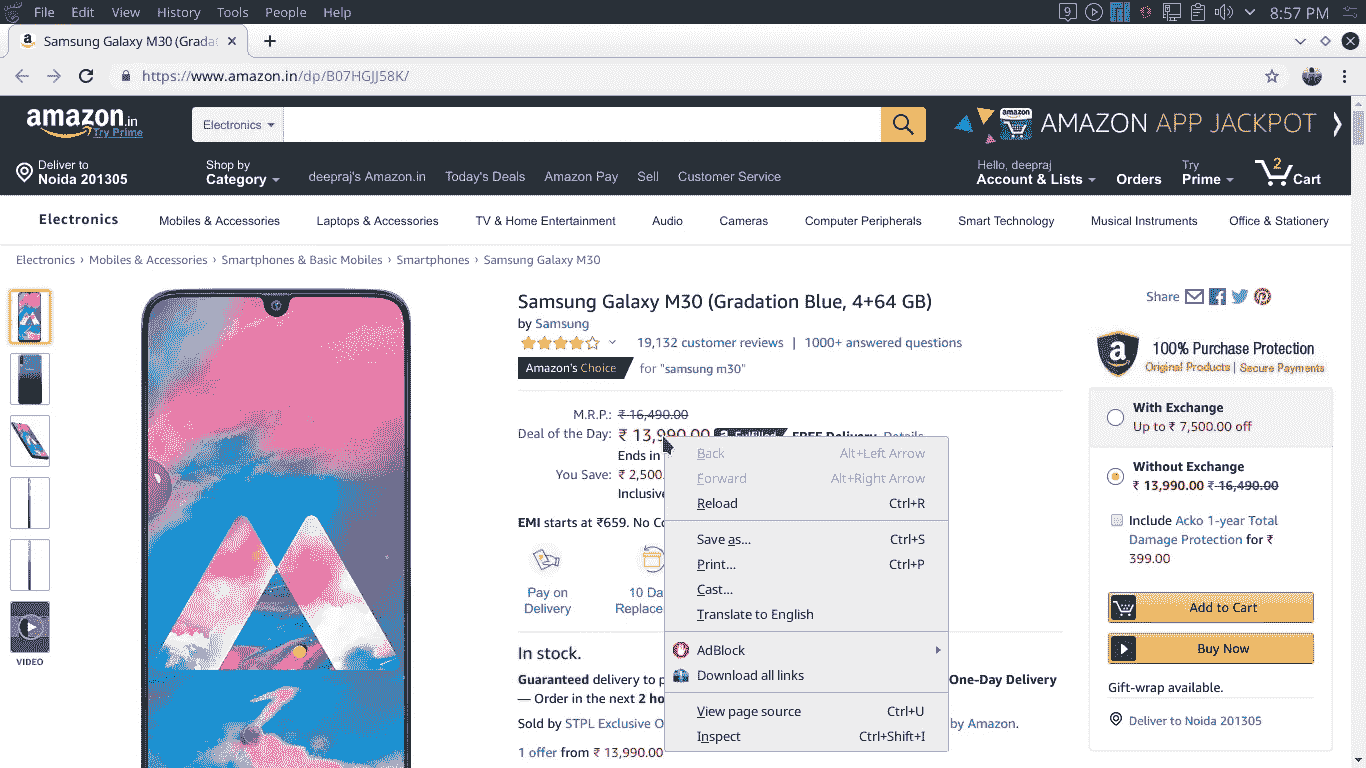 File Edit View History Tools People Help
9 8:57 PM
Samsung Galaxy M30 (Grada
https://www.amazon.in/dp/B07HGJJ58K/
amazon.in
Try Prime
Electronics
amazon
AMAZON APP JACKPOT
Deliver to
Noida 201305
Shop by
Category
deepraj's Amazon.in Today's Deals Amazon Pay Sell Customer Service
Hello, deepraj
Account & Lists
Orders
Try
Prime
2
Cart
Electronics Mobiles & Accessories Laptops & Accessories TV & Home Entertainment Audio Cameras Computer Peripherals Smart Technology Musical Instruments Office & Stationery
Electronics › Mobiles & Accessories › Smartphones & Basic Mobiles › Smartphones › Samsung Galaxy M30
VIDEO
Samsung Galaxy M30 (Gradation Blue, 4+64 GB)
by Samsung
19,132 customer reviews | 1000+ answered questions
Amazon's Choice for "samsung m30"
M.R.P.: ₹ 16,490.00
Deal of the Day: ₹ 13,990.00 FREE Delivery. Details
Ends in
You Save: ₹ 2,500.
Inclusive
EMI starts at ₹659. No Co
Pay on
Delivery
10 Da
Replace
In stock.
Guaranteed delivery to p One-Day Delivery
— Order in the next 2 ho
Sold by STPL Exclusive O by Amazon.
1 offer from ₹ 13,990.00
Back Alt+Left Arrow
Forward Alt+Right Arrow
Reload Ctrl+R
Save as... Ctrl+S
Print... Ctrl+P
Cast...
Translate to English
AdBlock
Download all links
View page source Ctrl+U
Inspect Ctrl+Shift+I
Share
a
100% Purchase Protection
Original Products | Secure Payments
With Exchange
Up to ₹ 7,500.00 off
Without Exchange
₹ 13,990.00 ₹ 16,490.00
Include Acko 1-year Total
Damage Protection for ₹
399.00
Add to Cart
Buy Now
Gift-wrap available.
Deliver to Noida 201305